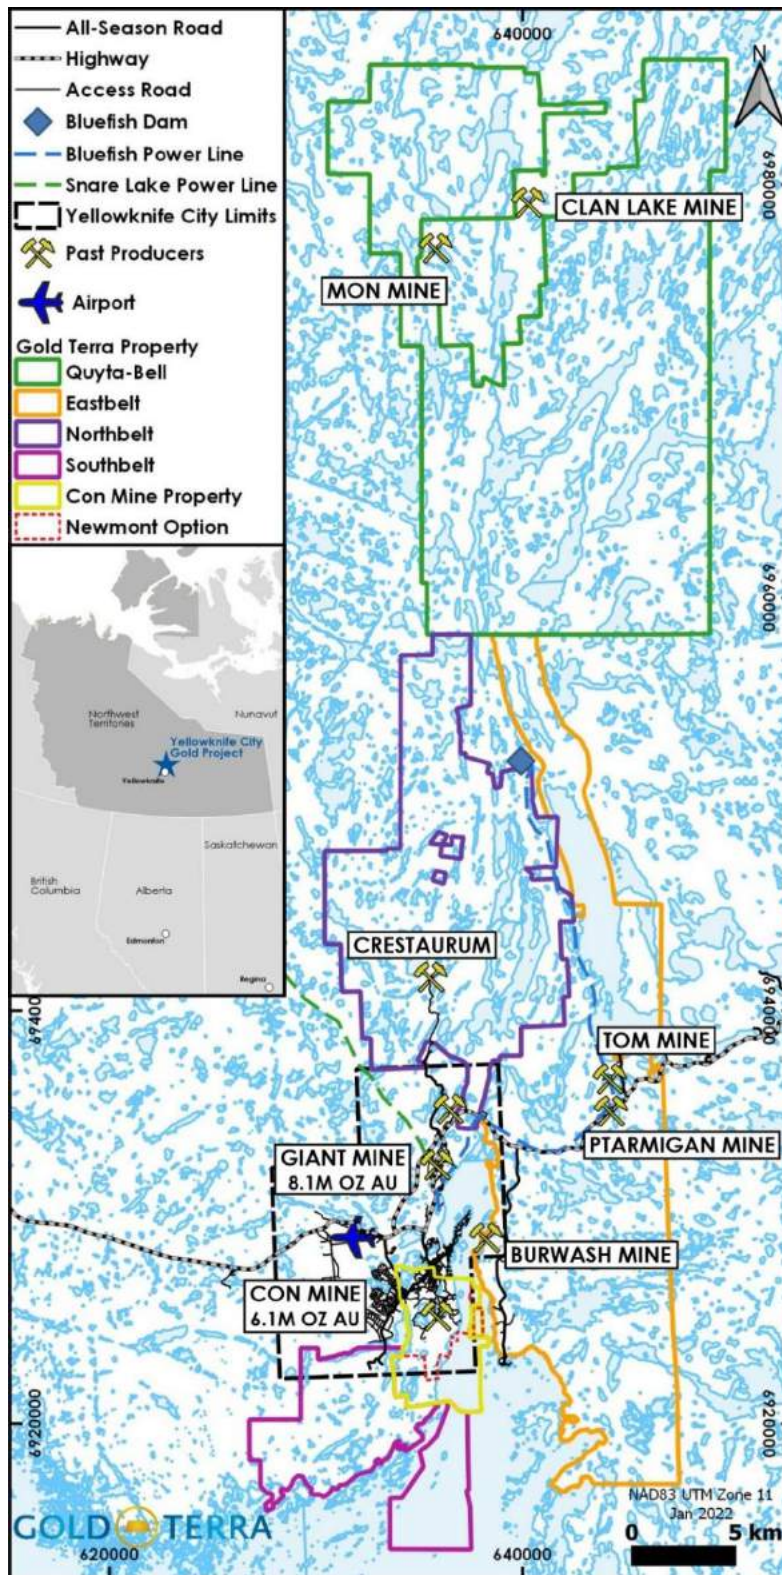 All-Season Road
Highway
Access Road
Bluefish Dam
Bluefish Power Line
Snare Lake Power Line
Yellowknife City Limits
Past Producers
Airport
Gold Terra Property
Quyta-Bell
Eastbelt
Northbelt
Southbelt
Con Mine Property
Newmont Option
Northwest
Territories
Nunavut
Yellowknife City
Gold Project
Yellowknife
Saskatchewan
British
Columbia
Alberta
Edmonton
Regina
640000
N
6980000
CLAN LAKE MINE
MON MINE
6960000
CRESTAURUM
69400
6940000
TOM MINE
PTARMIGAN MINE
GIANT MINE
8.1M OZ AU
BURWASH MINE
CON MINE
6.1M OZ AU
6920000
6920000
NAD83 UTM Zone 11
Jan 2022
GOLD TERRA
0 5 km
620000
640000